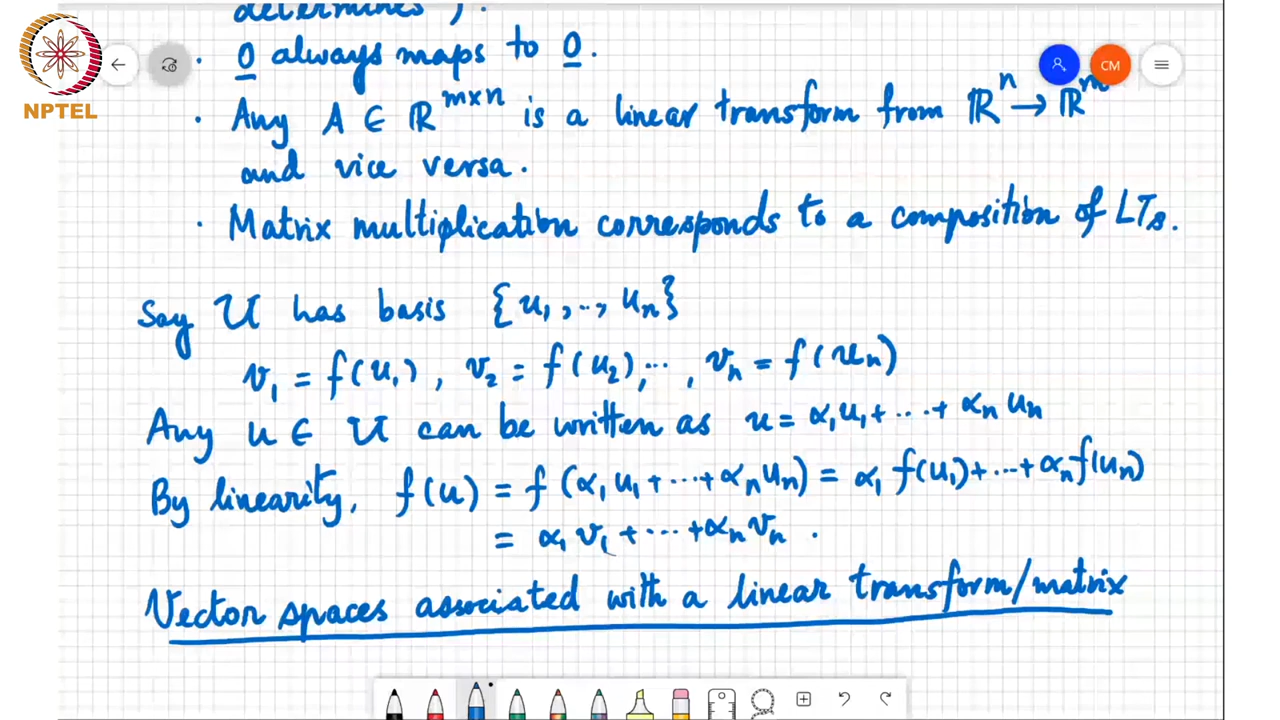 determines).
· 0 always maps to 0.
NPTEL
CM
· Any A ∈ ℝ^{m×n} is a linear transform from ℝ^n → ℝ^m
and vice versa.
· Matrix multiplication corresponds to a composition of LTs.
Say U has basis {u₁, .., uₙ}
v₁ = f(u₁), v₂ = f(u₂), ..., vₙ = f(uₙ)
Any u ∈ U can be written as u = α₁u₁ + ... + αₙuₙ
By linearity, f(u) = f(α₁u₁ + ... + αₙuₙ) = α₁ f(u₁) + ... + αₙ f(uₙ)
= α₁v₁ + ... + αₙvₙ .
Vector spaces associated with a linear transform/matrix